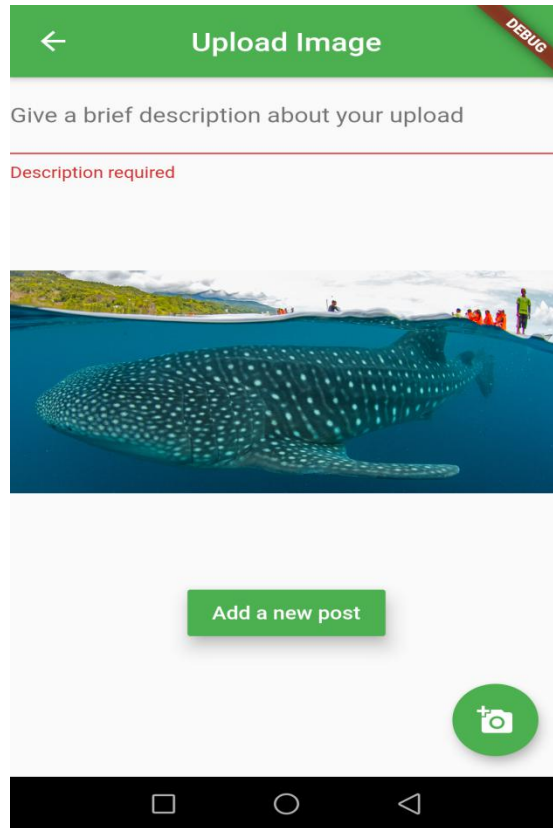 Upload Image
DEBUG
Give a brief description about your upload
Description required
Add a new post